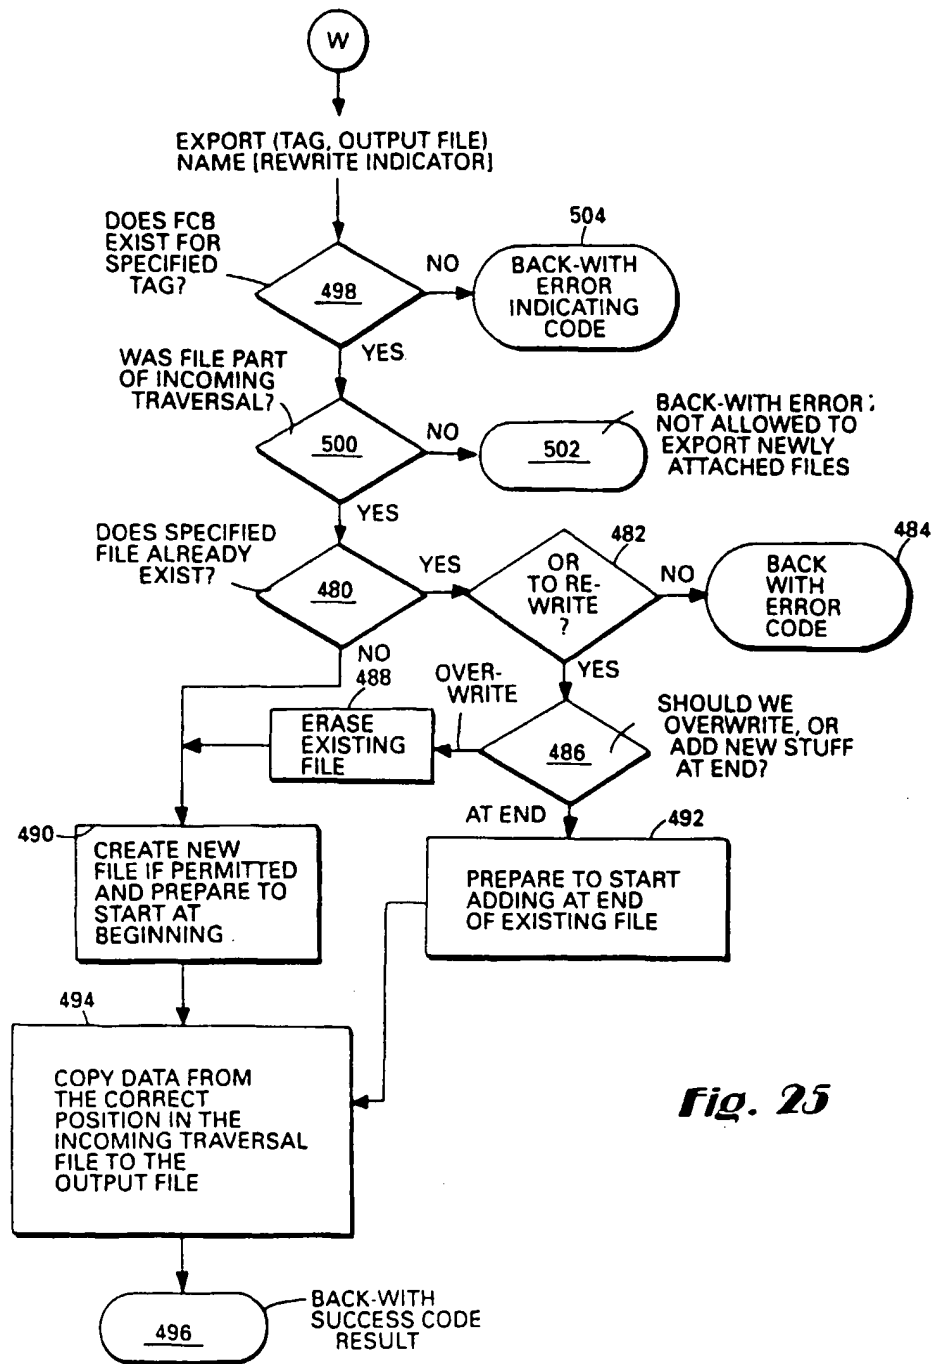 W
EXPORT (TAG, OUTPUT FILE)
NAME [REWRITE INDICATOR]
DOES FCB
EXIST FOR
SPECIFIED
TAG?
498
NO
504
BACK-WITH
ERROR
INDICATING
CODE
YES
WAS FILE PART
OF INCOMING
TRAVERSAL?
500
NO
502
BACK-WITH ERROR:
NOT ALLOWED TO
EXPORT NEWLY
ATTACHED FILES
YES
DOES SPECIFIED
FILE ALREADY
EXIST?
480
YES
482
OR
TO RE-
WRITE
?
NO
484
BACK
WITH
ERROR
CODE
NO
YES
488
ERASE
EXISTING
FILE
OVER-
WRITE
486
SHOULD WE
OVERWRITE, OR
ADD NEW STUFF
AT END?
AT END
490
CREATE NEW
FILE IF PERMITTED
AND PREPARE TO
START AT
BEGINNING
492
PREPARE TO START
ADDING AT END
OF EXISTING FILE
494
COPY DATA FROM
THE CORRECT
POSITION IN THE
INCOMING TRAVERSAL
FILE TO THE
OUTPUT FILE
Fig. 25
496
BACK-WITH
SUCCESS CODE
RESULT